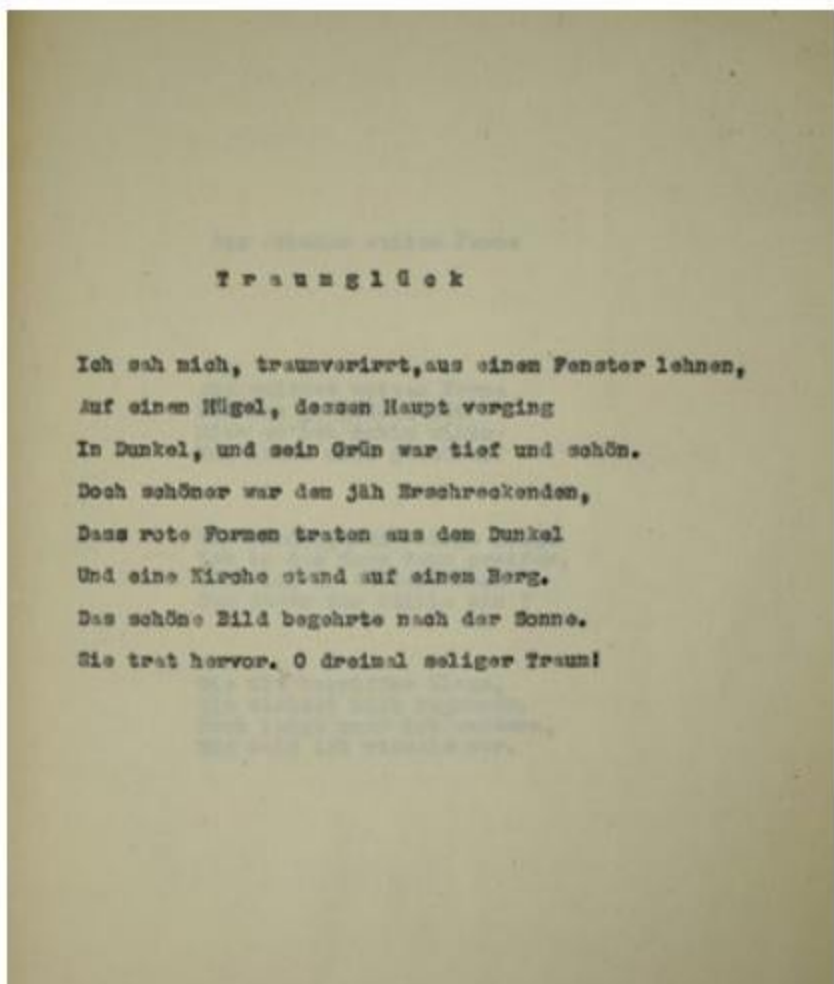 Traumglück
Ich sah mich, traumverirrt,aus einem Fenster lehnen,
Auf einen Hügel, dessen Haupt verging
In Dunkel, und sein Grün war tief und schön.
Doch schöner war dem jäh Erschreckenden,
Dass rote Formen traten aus dem Dunkel
Und eine Kirche stand auf einem Berg.
Das schöne Bild begehrte nach der Sonne.
Sie trat hervor. O dreimal seliger Traum!